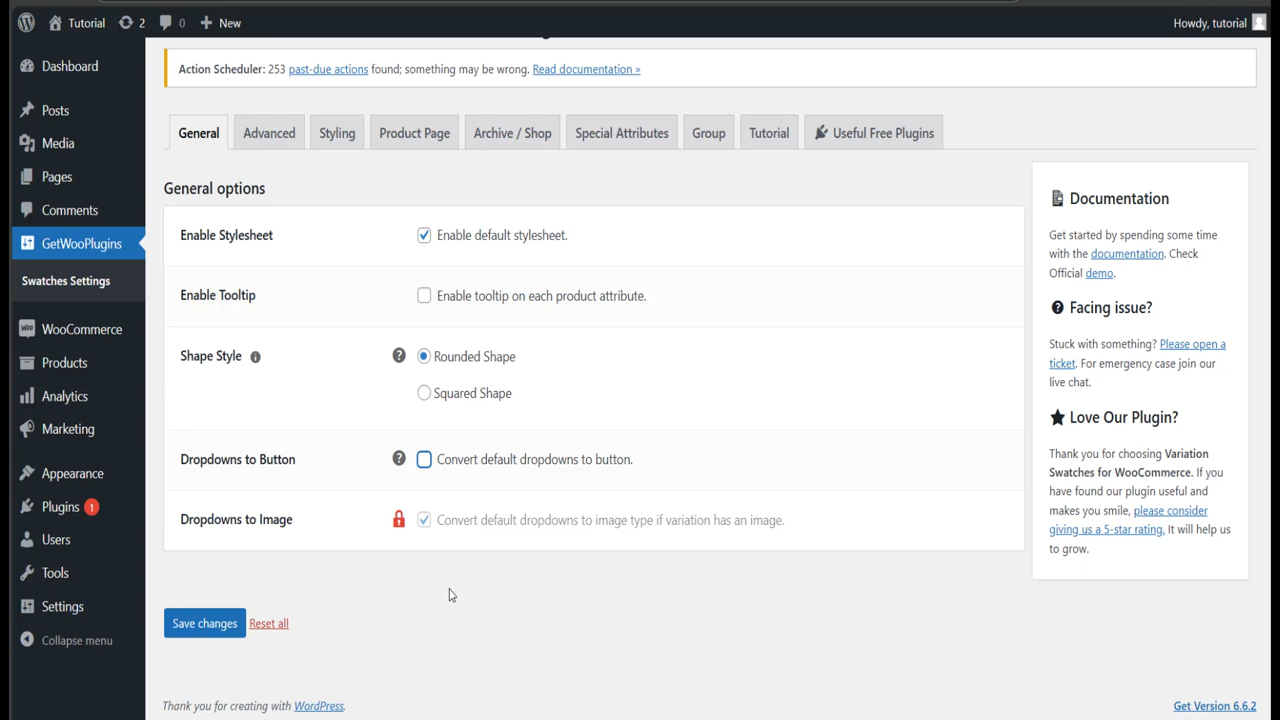 Tutorial 2 0 New Howdy, tutorial
Dashboard
Posts
Media
Pages
Comments
GetWooPlugins
Swatches Settings
WooCommerce
Products
Analytics
Marketing
Appearance
Plugins 1
Users
Tools
Settings
Collapse menu
Action Scheduler: 253 past-due actions found; something may be wrong. Read documentation »
General Advanced Styling Product Page Archive / Shop Special Attributes Group Tutorial Useful Free Plugins
General options
Enable Stylesheet Enable default stylesheet.
Enable Tooltip Enable tooltip on each product attribute.
Shape Style Rounded Shape
Squared Shape
Dropdowns to Button Convert default dropdowns to button.
Dropdowns to Image Convert default dropdowns to image type if variation has an image.
Save changes Reset all
Documentation
Get started by spending some time
with the documentation. Check
Official demo.
Facing issue?
Stuck with something? Please open a
ticket. For emergency case join our
live chat.
Love Our Plugin?
Thank you for choosing Variation
Swatches for WooCommerce. If you
have found our plugin useful and
makes you smile, please consider
giving us a 5-star rating. It will help us
to grow.
Thank you for creating with WordPress.
Get Version 6.6.2